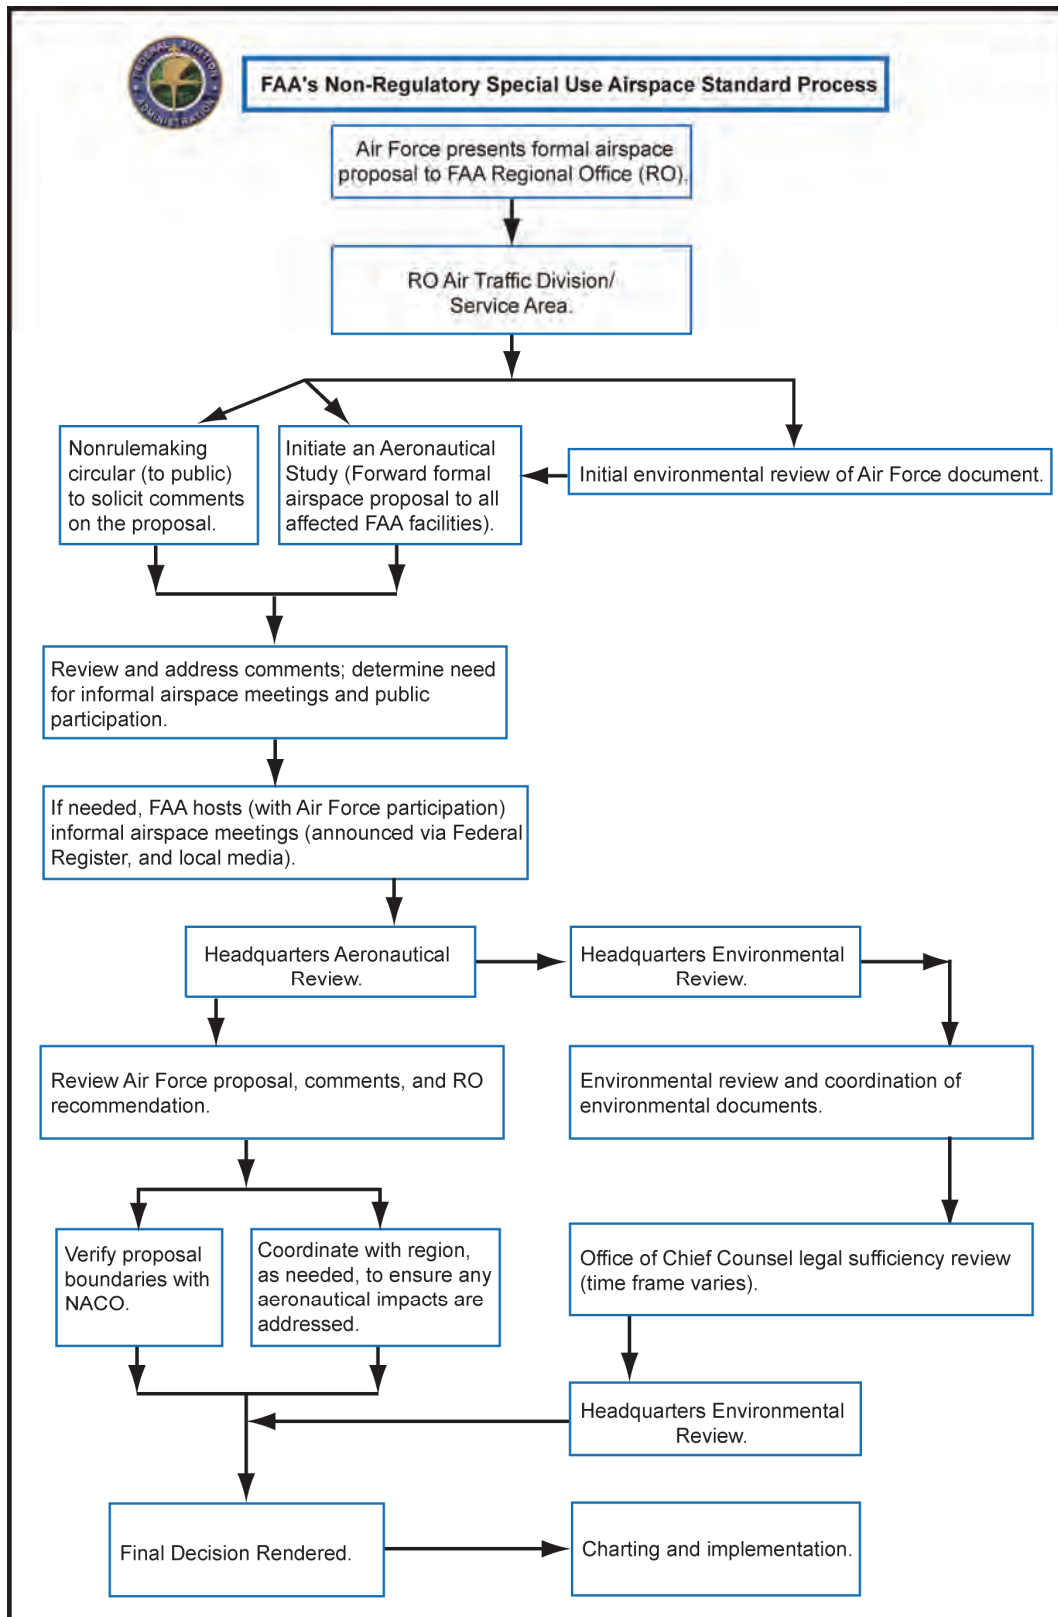 FEDERAL AVIATION
ADMINISTRATION
FAA's Non-Regulatory Special Use Airspace Standard Process
Air Force presents formal airspace
proposal to FAA Regional Office (RO).
RO Air Traffic Division/
Service Area.
Nonrulemaking
circular (to public)
to solicit comments
on the proposal.
Initiate an Aeronautical
Study (Forward formal
airspace proposal to all
affected FAA facilities).
Initial environmental review of Air Force document.
Review and address comments; determine need
for informal airspace meetings and public
participation.
If needed, FAA hosts (with Air Force participation)
informal airspace meetings (announced via Federal
Register, and local media).
Headquarters Aeronautical
Review.
Headquarters Environmental
Review.
Review Air Force proposal, comments, and RO
recommendation.
Environmental review and coordination of
environmental documents.
Verify proposal
boundaries with
NACO.
Coordinate with region,
as needed, to ensure any
aeronautical impacts are
addressed.
Office of Chief Counsel legal sufficiency review
(time frame varies).
Headquarters Environmental
Review.
Final Decision Rendered.
Charting and implementation.